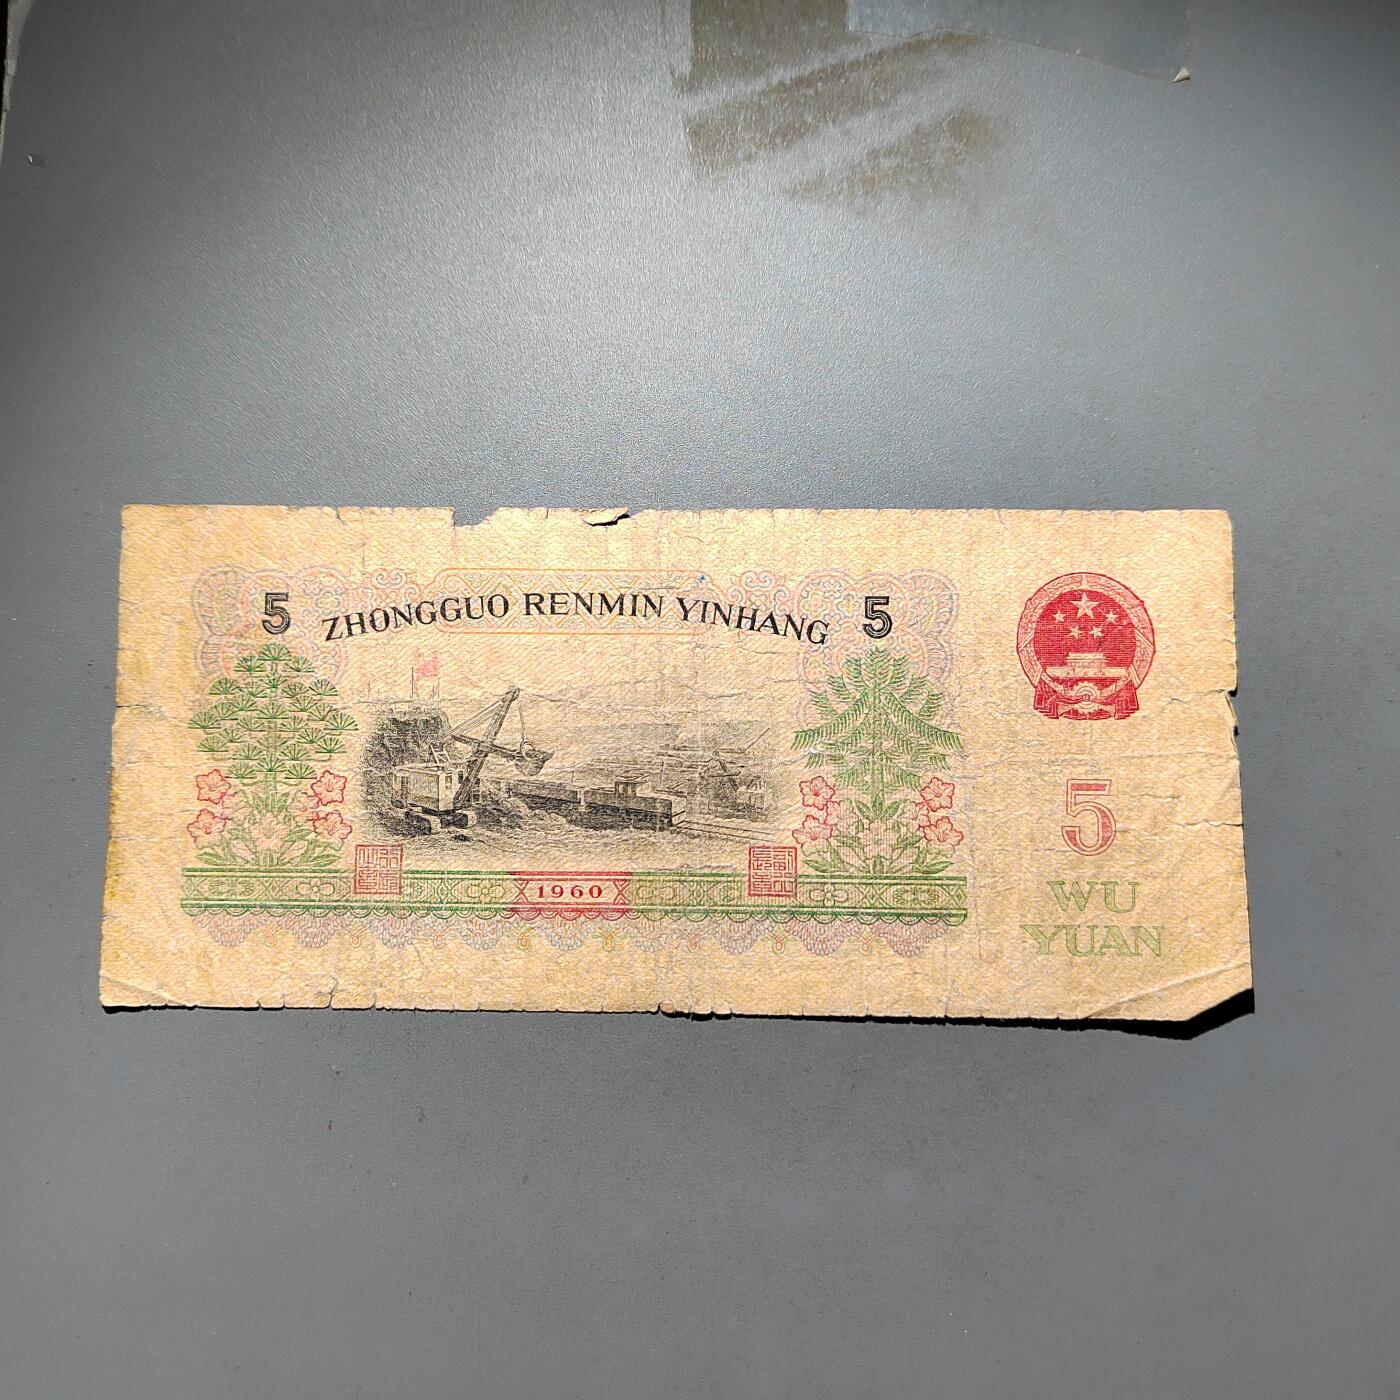 5 ZHONGGUO RENMIN YINHANG 5
5
WU
YUAN
1960